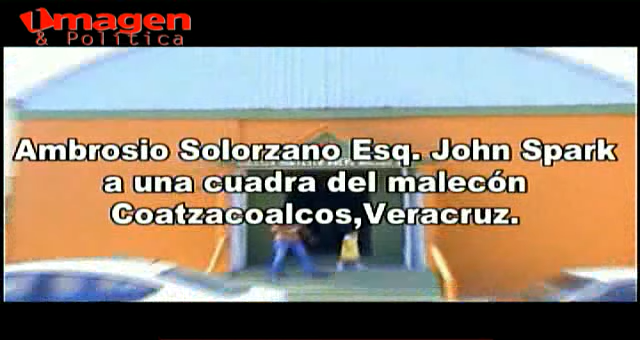 Imagen
& Política
Ambrosio Solorzano Esq. John Spark
a una cuadra del malecón
Coatzacoalcos,Veracruz.